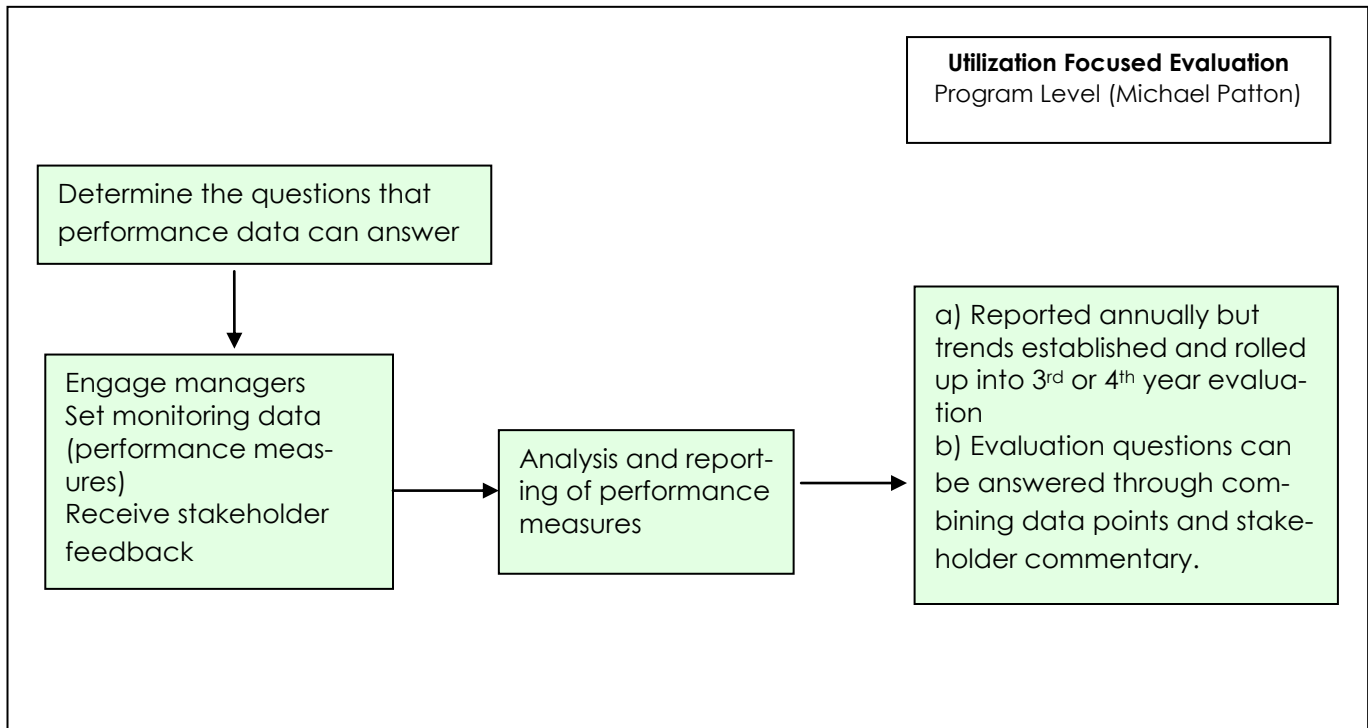 Utilization Focused Evaluation
Program Level (Michael Patton)
Determine the questions that
performance data can answer
Engage managers
Set monitoring data
(performance meas-
ures)
Receive stakeholder
feedback
Analysis and report-
ing of performance
measures
a) Reported annually but
trends established and rolled
up into 3rd or 4th year evalua-
tion
b) Evaluation questions can
be answered through com-
bining data points and stake-
holder commentary.